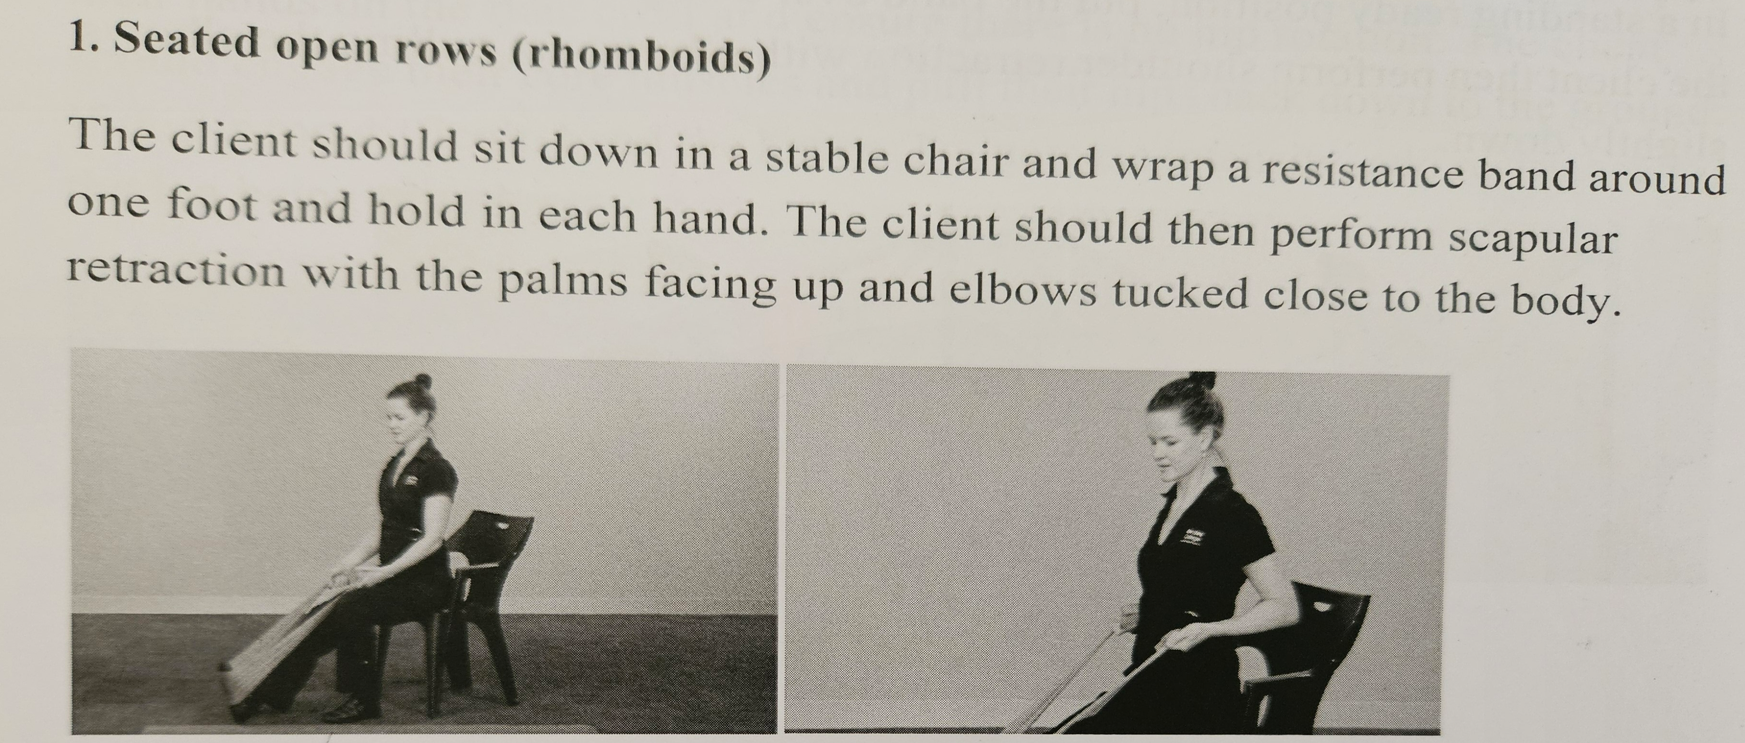 1. Seated open rows (rhomboids)
The client should sit down in a stable chair and wrap a resistance band around
one foot and hold in each hand. The client should then perform scapular
retraction with the palms facing up and elbows tucked close to the body.